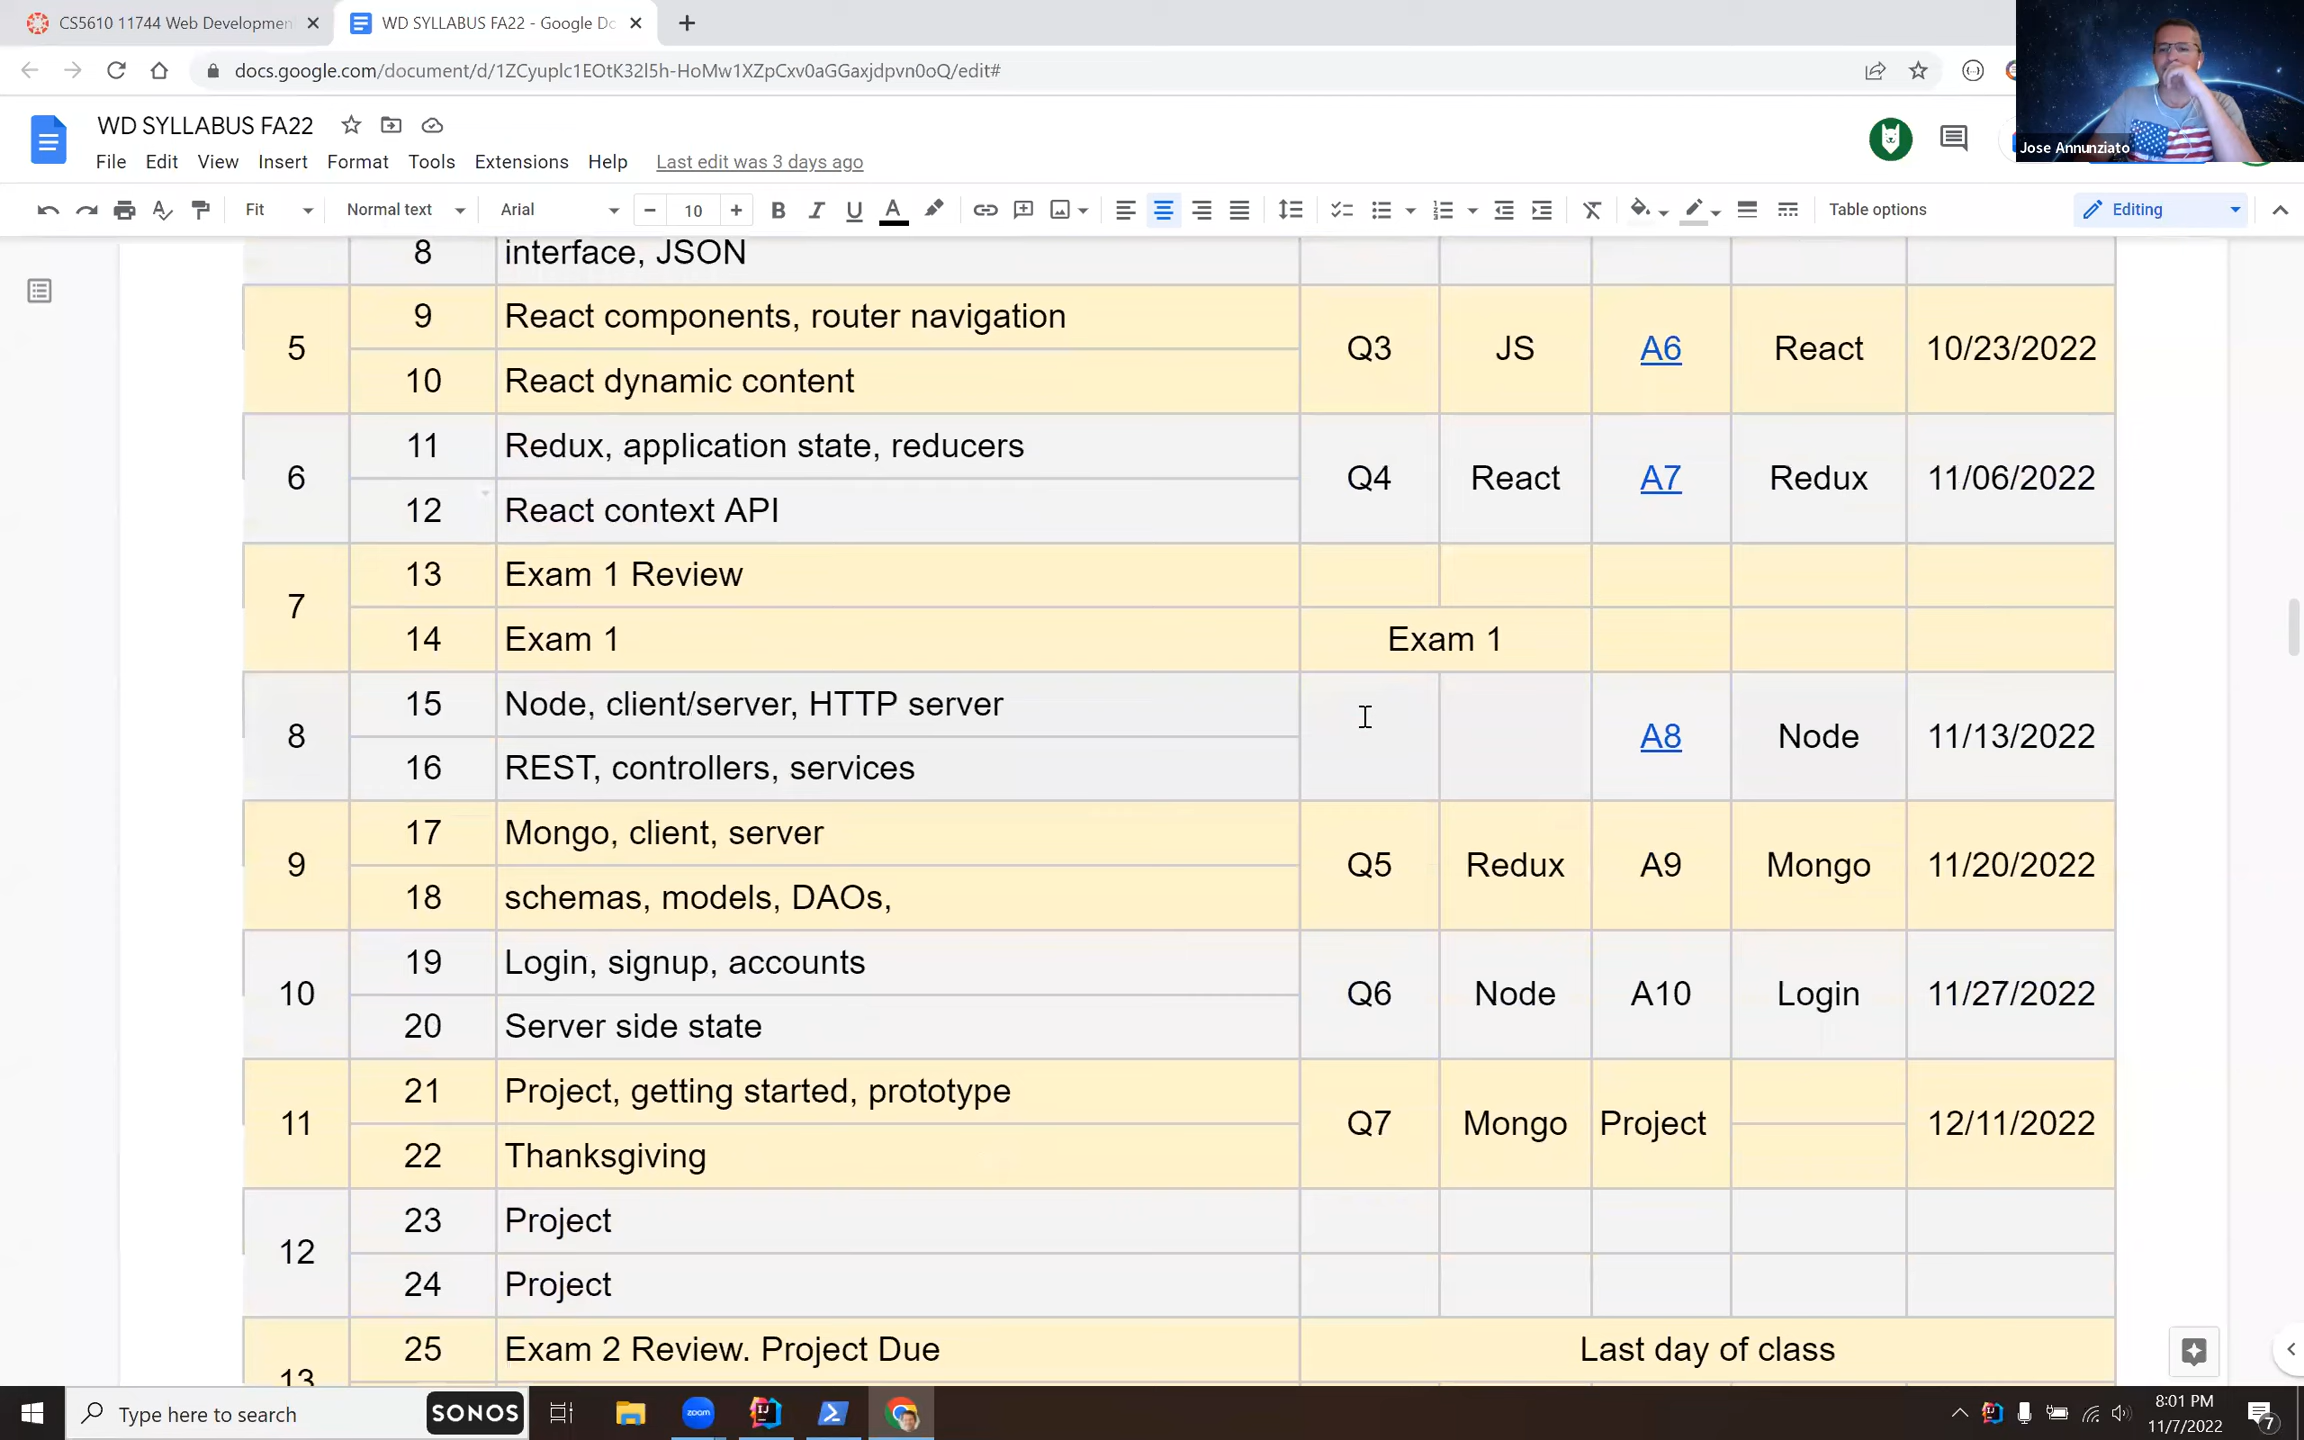 CS5610 11744 Web Developmen
WD SYLLABUS FA22 - Google Do
docs.google.com/document/d/1ZCyuplc1EOtK32l5h-HoMw1XZpCxv0aGGaxjdpvn0oQ/edit#
WD SYLLABUS FA22
File Edit View Insert Format Tools Extensions Help Last edit was 3 days ago
Jose Annunziato
Fit Normal text Arial 10 Table options Editing
8 interface, JSON
5
9 React components, router navigation
Q3 JS A6 React 10/23/2022
10 React dynamic content
6
11 Redux, application state, reducers
Q4 React A7 Redux 11/06/2022
12 React context API
7
13 Exam 1 Review
14 Exam 1 Exam 1
8
15 Node, client/server, HTTP server
A8 Node 11/13/2022
16 REST, controllers, services
9
17 Mongo, client, server
Q5 Redux A9 Mongo 11/20/2022
18 schemas, models, DAOs,
10
19 Login, signup, accounts
Q6 Node A10 Login 11/27/2022
20 Server side state
11
21 Project, getting started, prototype
Q7 Mongo Project 12/11/2022
22 Thanksgiving
12
23 Project
24 Project
13
25 Exam 2 Review. Project Due Last day of class
Type here to search
SONOS
zoom
8:01 PM
11/7/2022
7